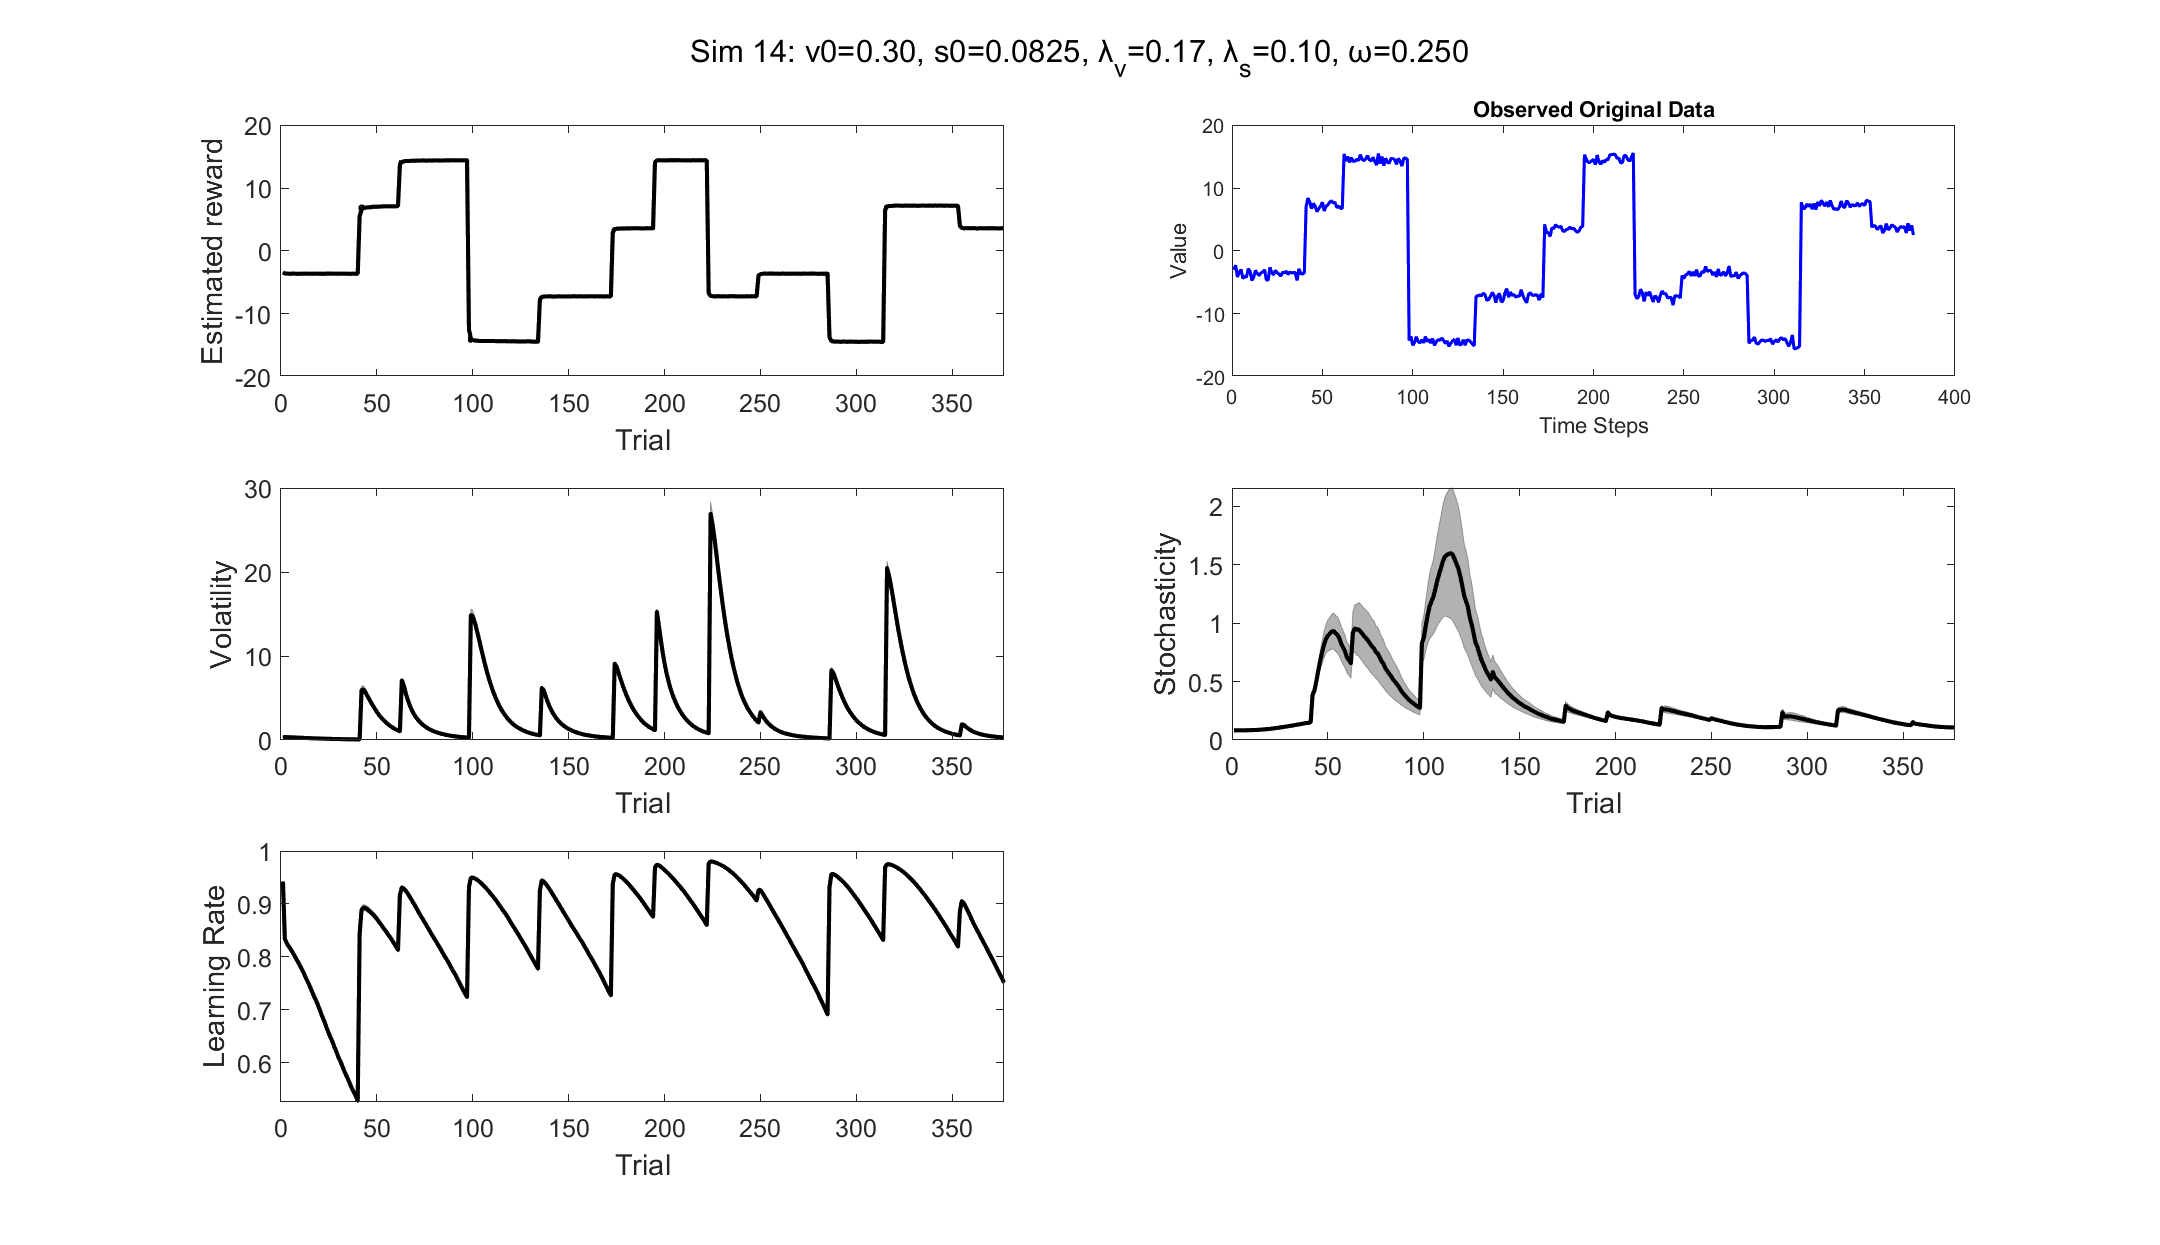 Sim 14: v0=0.30, s0=0.0825, λv=0.17, λs=0.10, ω=0.250
Estimated reward
20
10
0
-10
-20
0 50 100 150 200 250 300 350
Trial
Observed Original Data
Value
20
10
0
-10
-20
0 50 100 150 200 250 300 350 400
Time Steps
Volatility
30
20
10
0
0 50 100 150 200 250 300 350
Trial
Stochasticity
2
1.5
1
0.5
0
0 50 100 150 200 250 300 350
Trial
Learning Rate
1
0.9
0.8
0.7
0.6
0 50 100 150 200 250 300 350
Trial